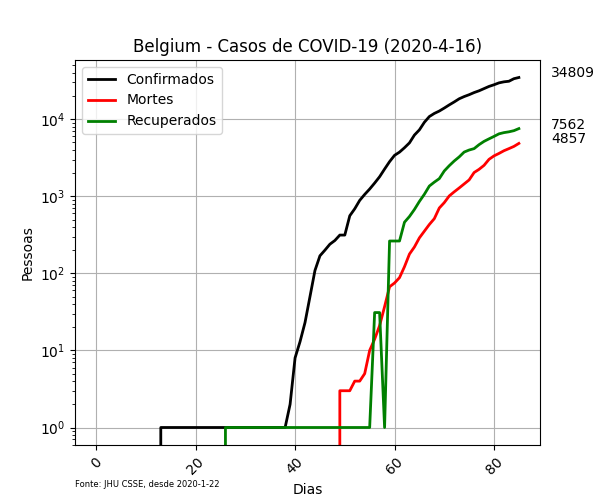 Belgium - Casos de COVID-19 (2020-4-16)
Confirmados
Mortes
Recuperados
34809
7562
4857
10⁴
10³
10²
10¹
10⁰
Pessoas
0 20 40 60 80
Dias
Fonte: JHU CSSE, desde 2020-1-22